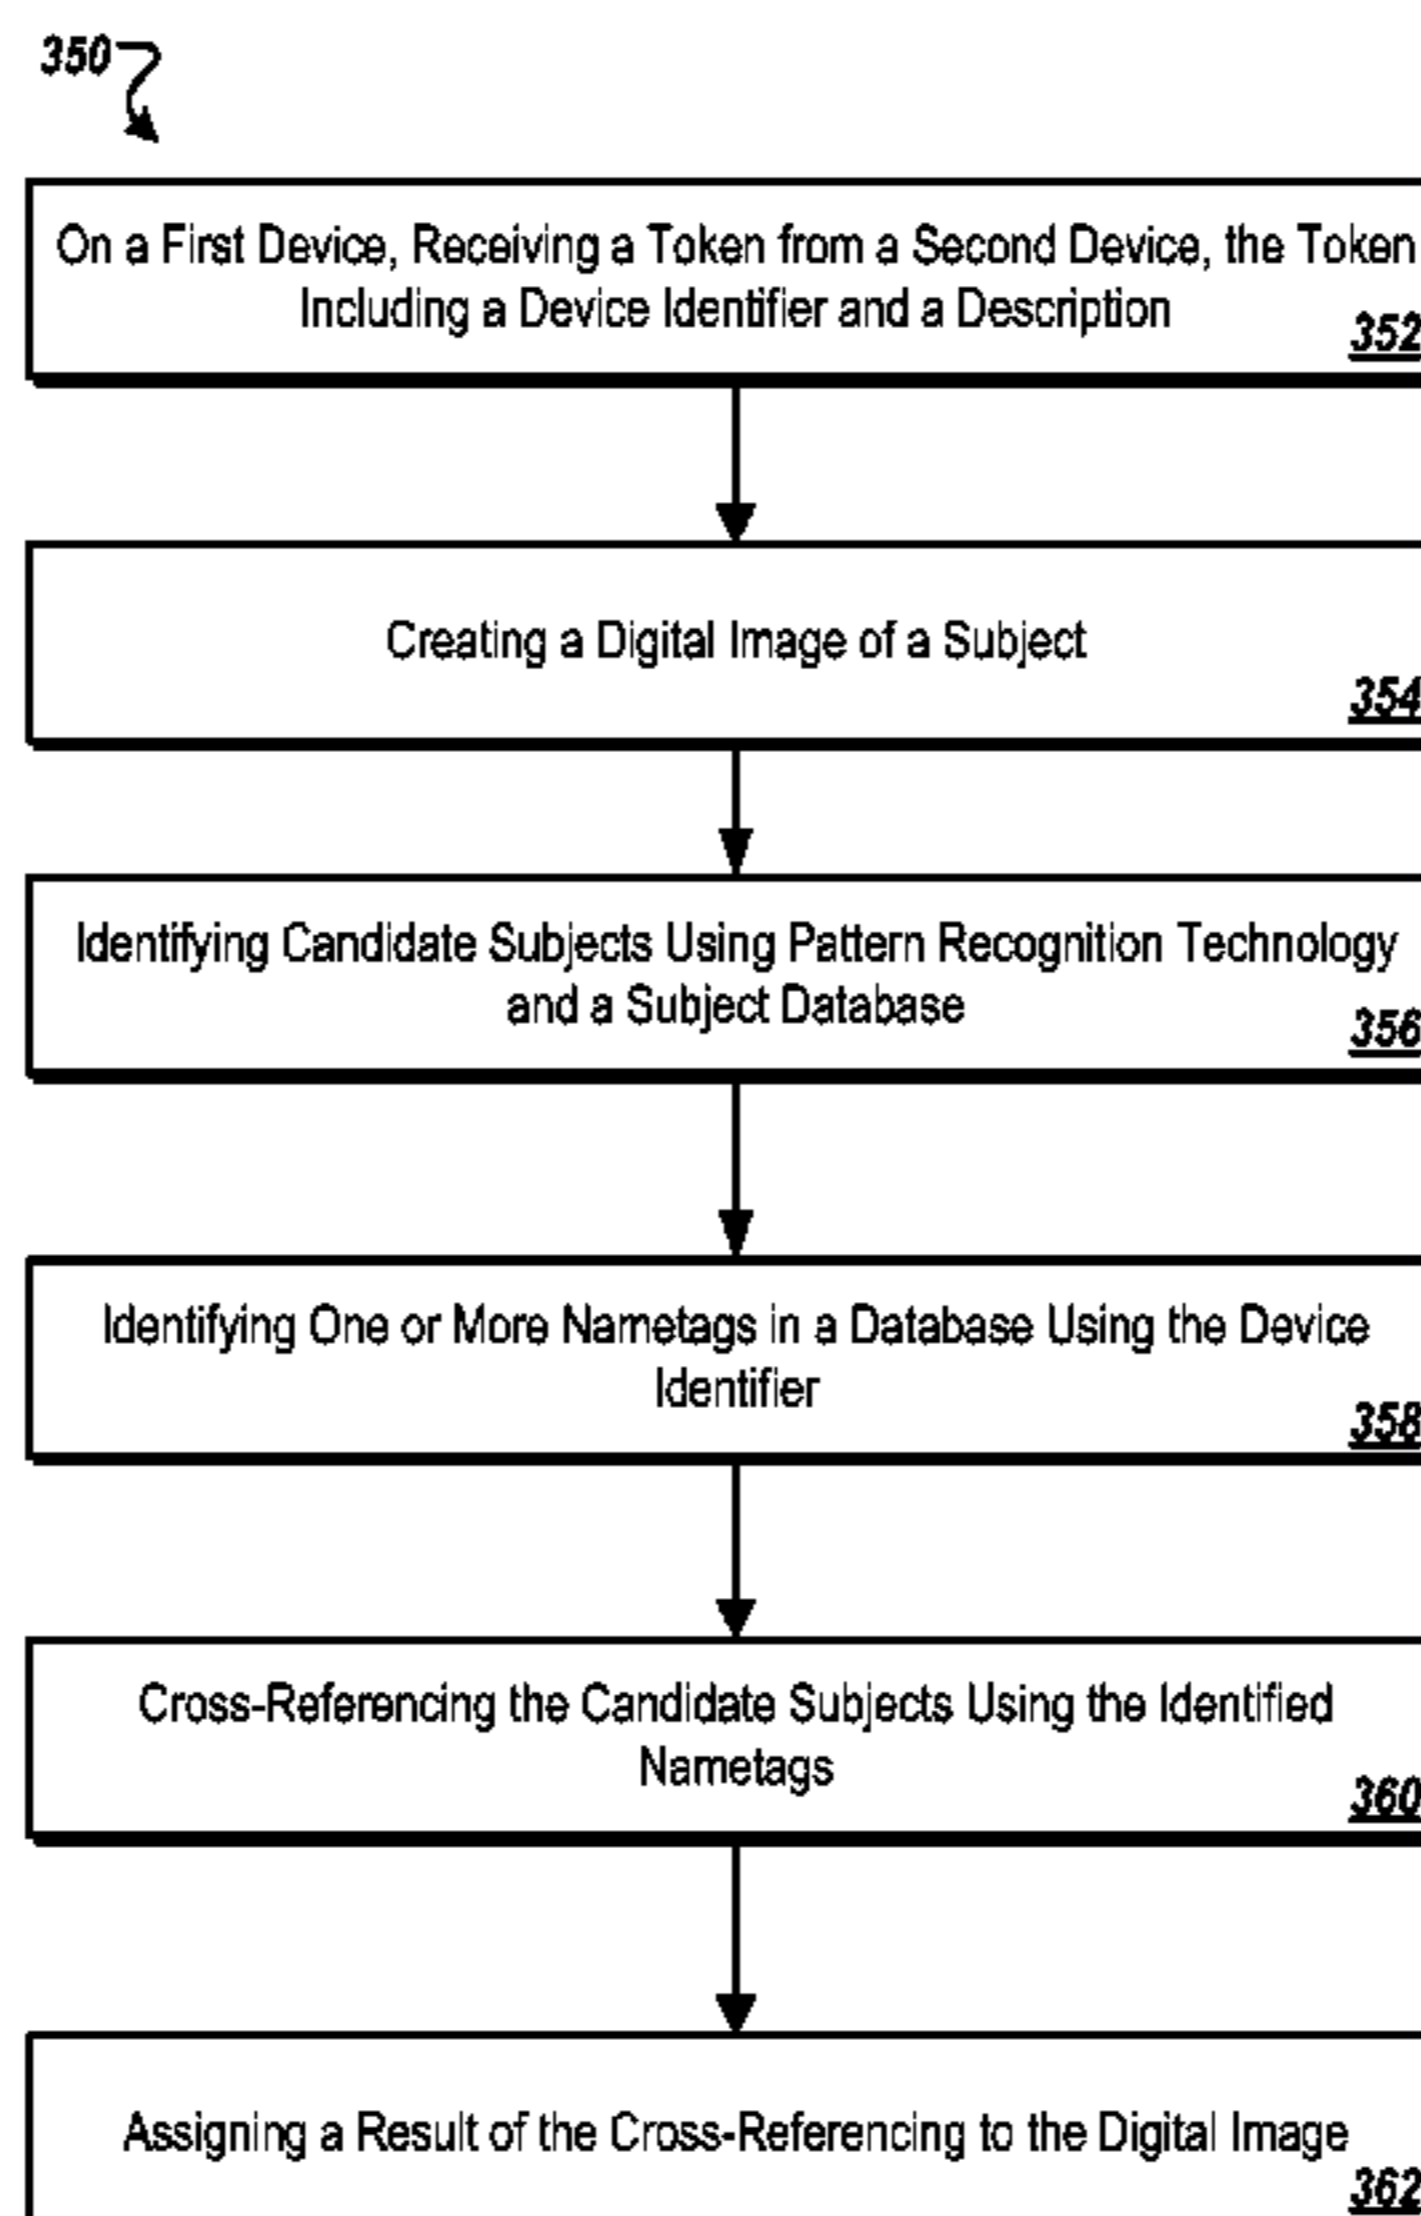 350
On a First Device, Receiving a Token from a Second Device, the Token
Including a Device Identifier and a Description
352
Creating a Digital Image of a Subject
354
Identifying Candidate Subjects Using Pattern Recognition Technology
and a Subject Database
356
Identifying One or More Nametags in a Database Using the Device
Identifier
358
Cross-Referencing the Candidate Subjects Using the Identified
Nametags
360
Assigning a Result of the Cross-Referencing to the Digital Image
362